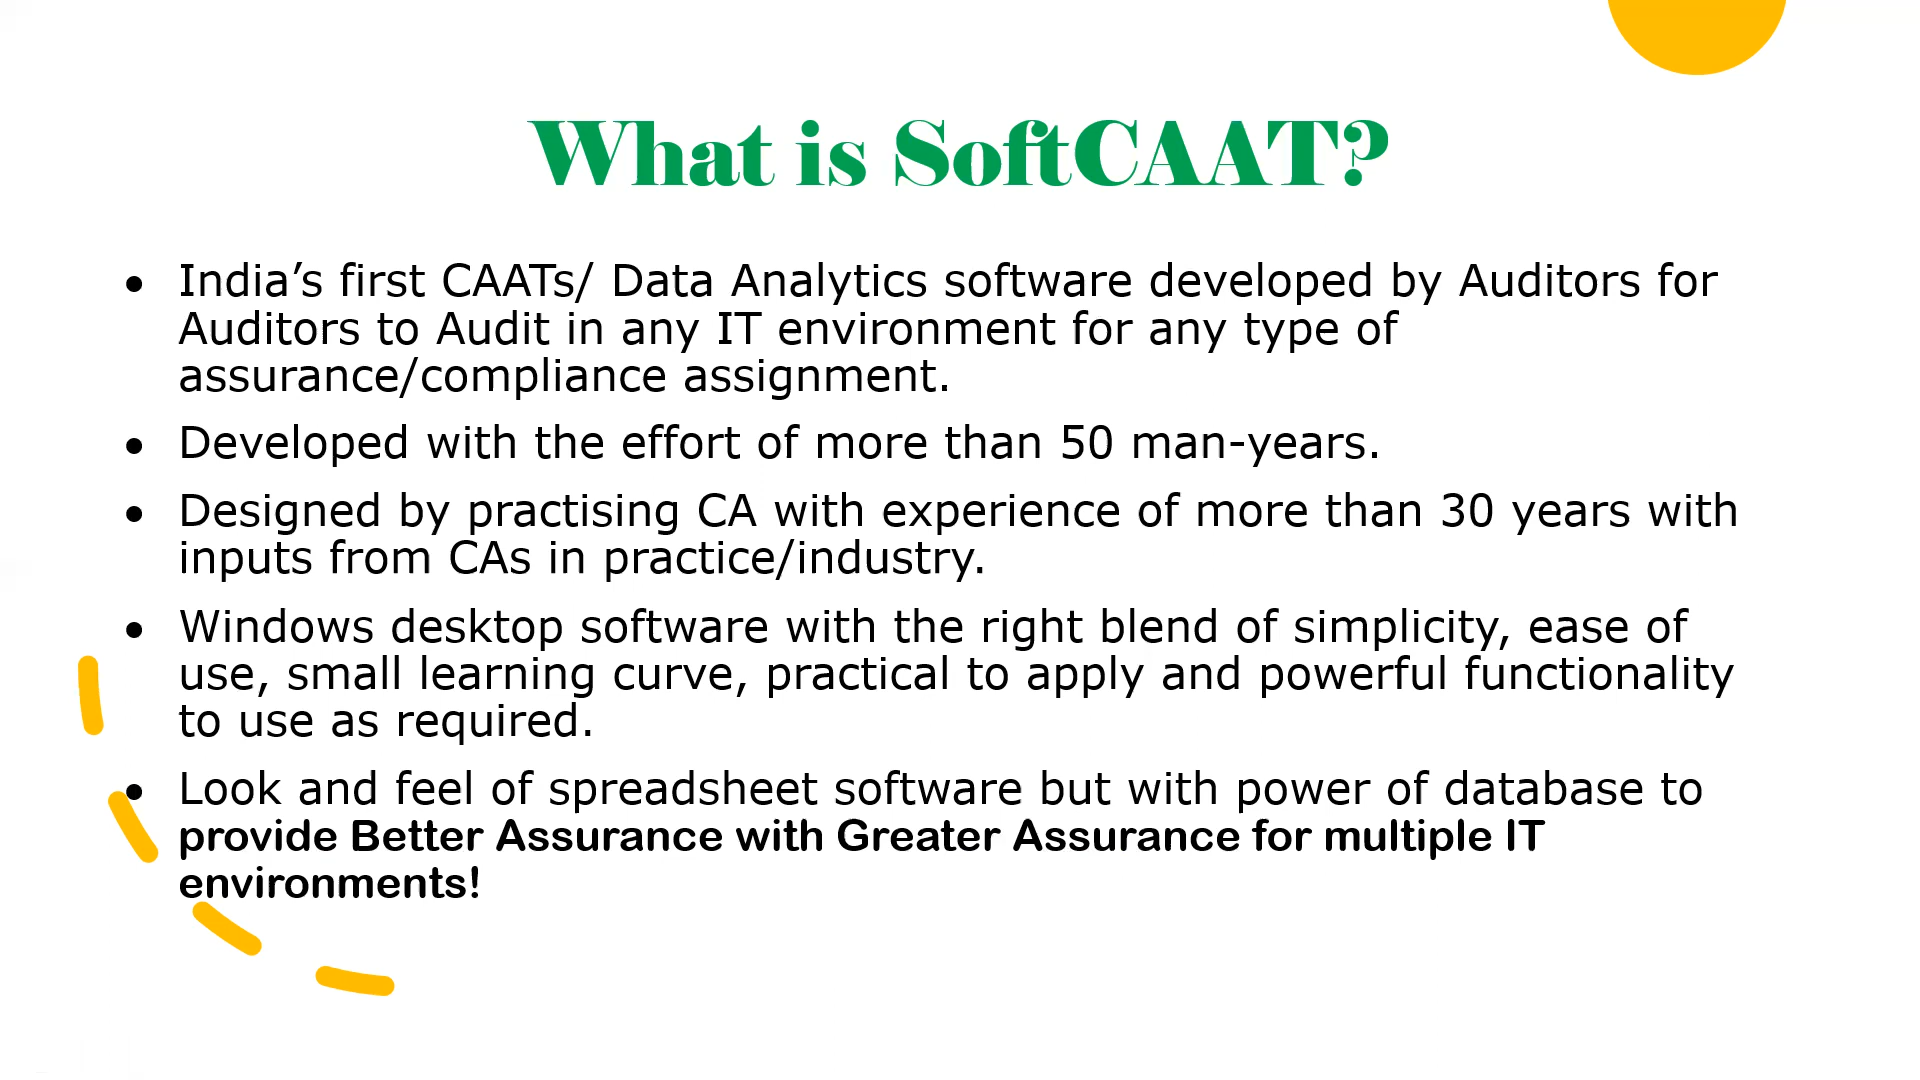 What is SoftCAAT?
• India’s first CAATs/ Data Analytics software developed by Auditors for
Auditors to Audit in any IT environment for any type of
assurance/compliance assignment.
• Developed with the effort of more than 50 man-years.
• Designed by practising CA with experience of more than 30 years with
inputs from CAs in practice/industry.
• Windows desktop software with the right blend of simplicity, ease of
use, small learning curve, practical to apply and powerful functionality
to use as required.
• Look and feel of spreadsheet software but with power of database to
provide Better Assurance with Greater Assurance for multiple IT
environments!